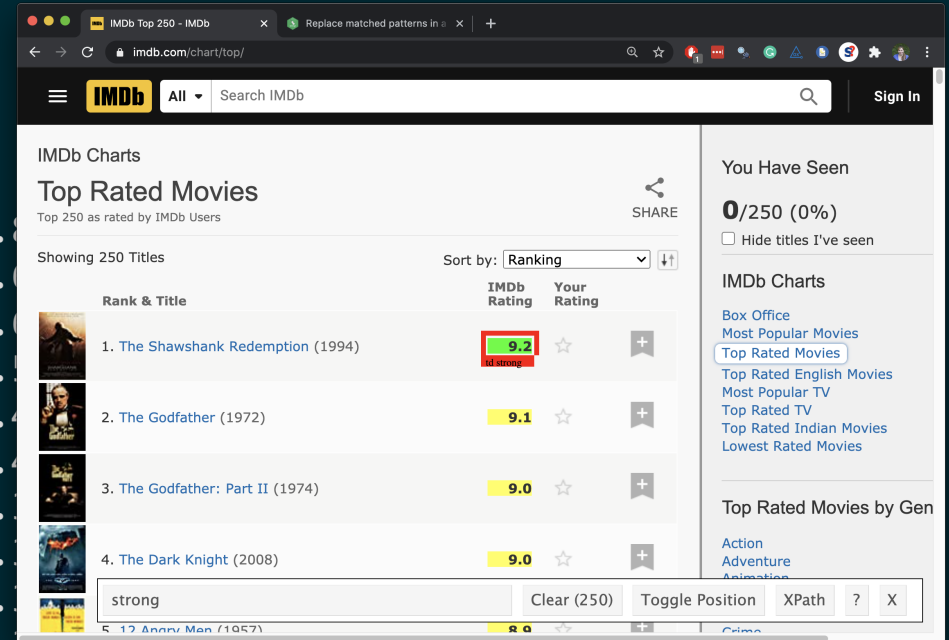 IMDb Top 250 - IMDb
Replace matched patterns in a
imdb.com/chart/top/
1
IMDb
All
Search IMDb
Sign In
IMDb Charts
Top Rated Movies
Top 250 as rated by IMDb Users
SHARE
Showing 250 Titles
Sort by:
Ranking
Rank & Title
IMDb
Rating
Your
Rating
1. The Shawshank Redemption (1994)
9.2
td strong
2. The Godfather (1972)
9.1
3. The Godfather: Part II (1974)
9.0
4. The Dark Knight (2008)
9.0
5. 12 Angry Men (1957)
8.9
You Have Seen
0/250 (0%)
Hide titles I've seen
IMDb Charts
Box Office
Most Popular Movies
Top Rated Movies
Top Rated English Movies
Most Popular TV
Top Rated TV
Top Rated Indian Movies
Lowest Rated Movies
Top Rated Movies by Gen
Action
Adventure
Animation
Crime
strong
Clear (250)
Toggle Position
XPath
?
X